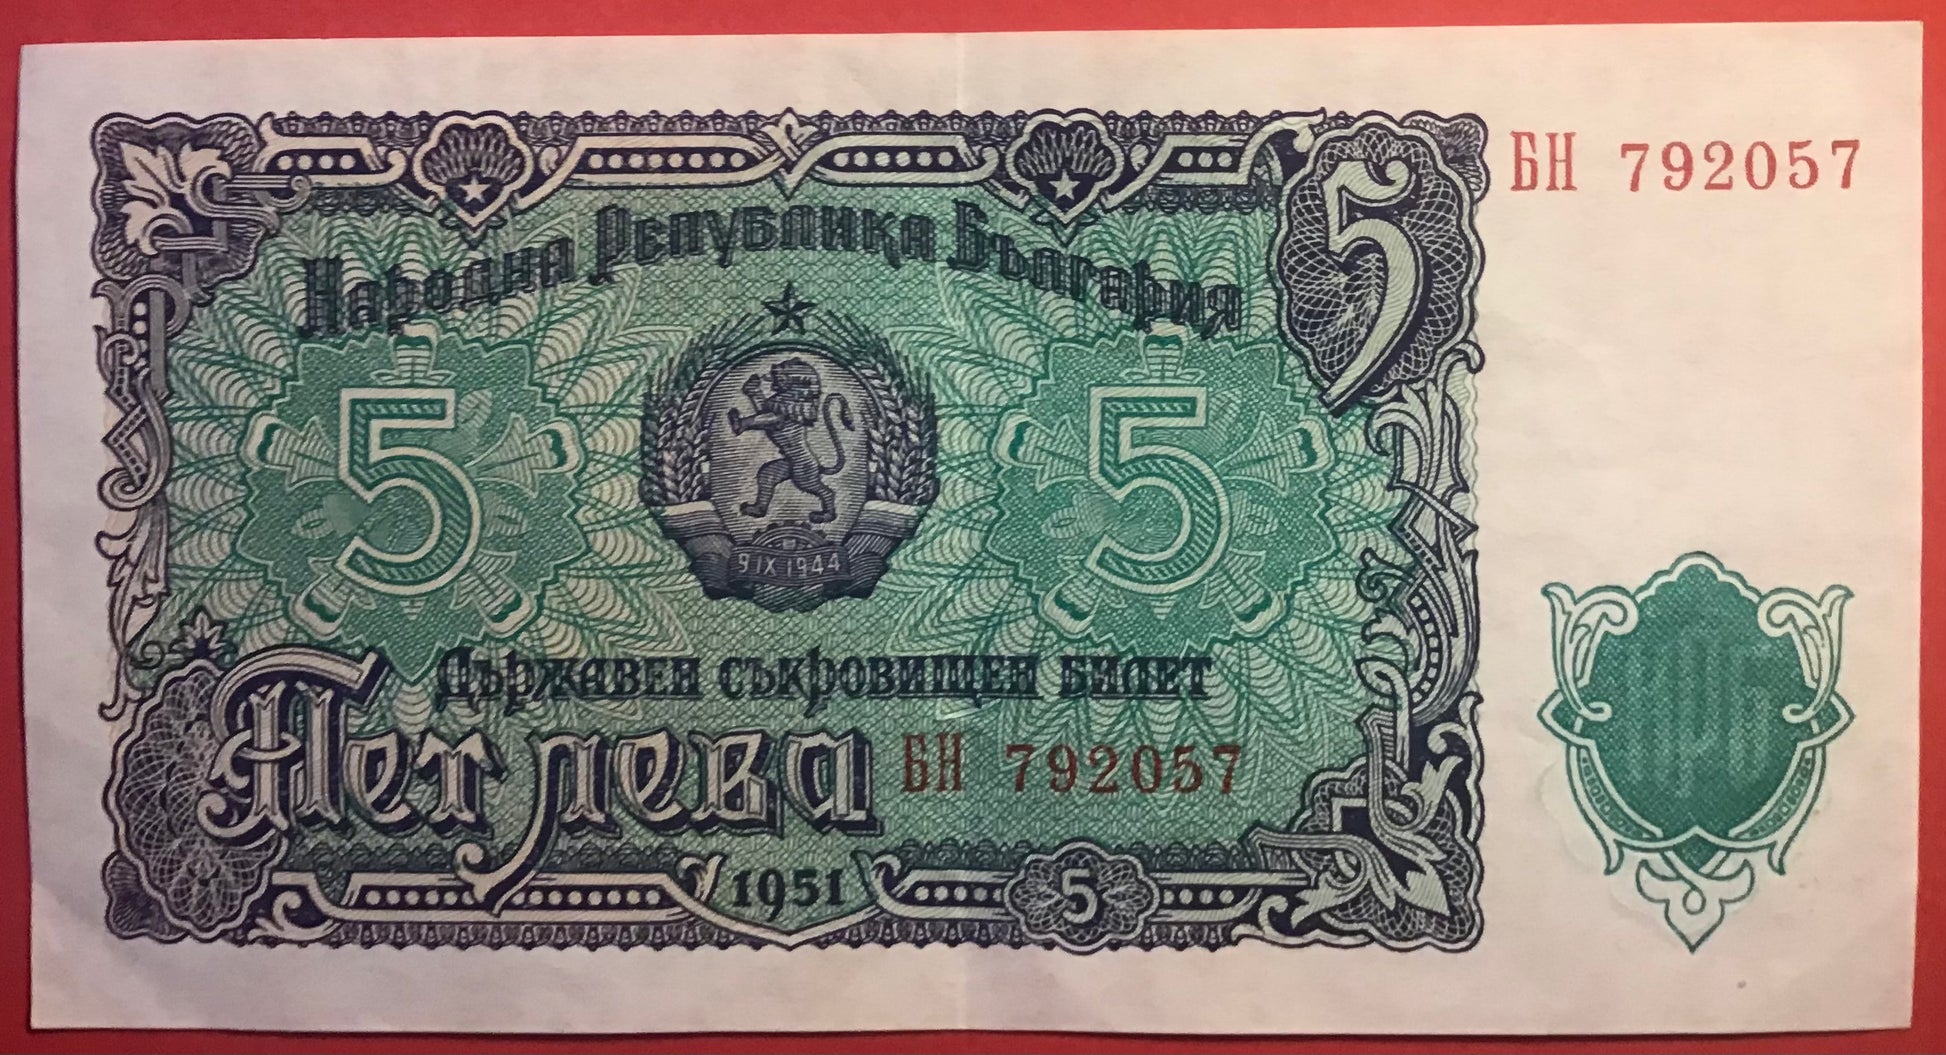 Народна Република България
5
БН 792057
5
5
9 IX 1944
Държавен съкровищен билет
Пет лева
БН 792057
1951
5